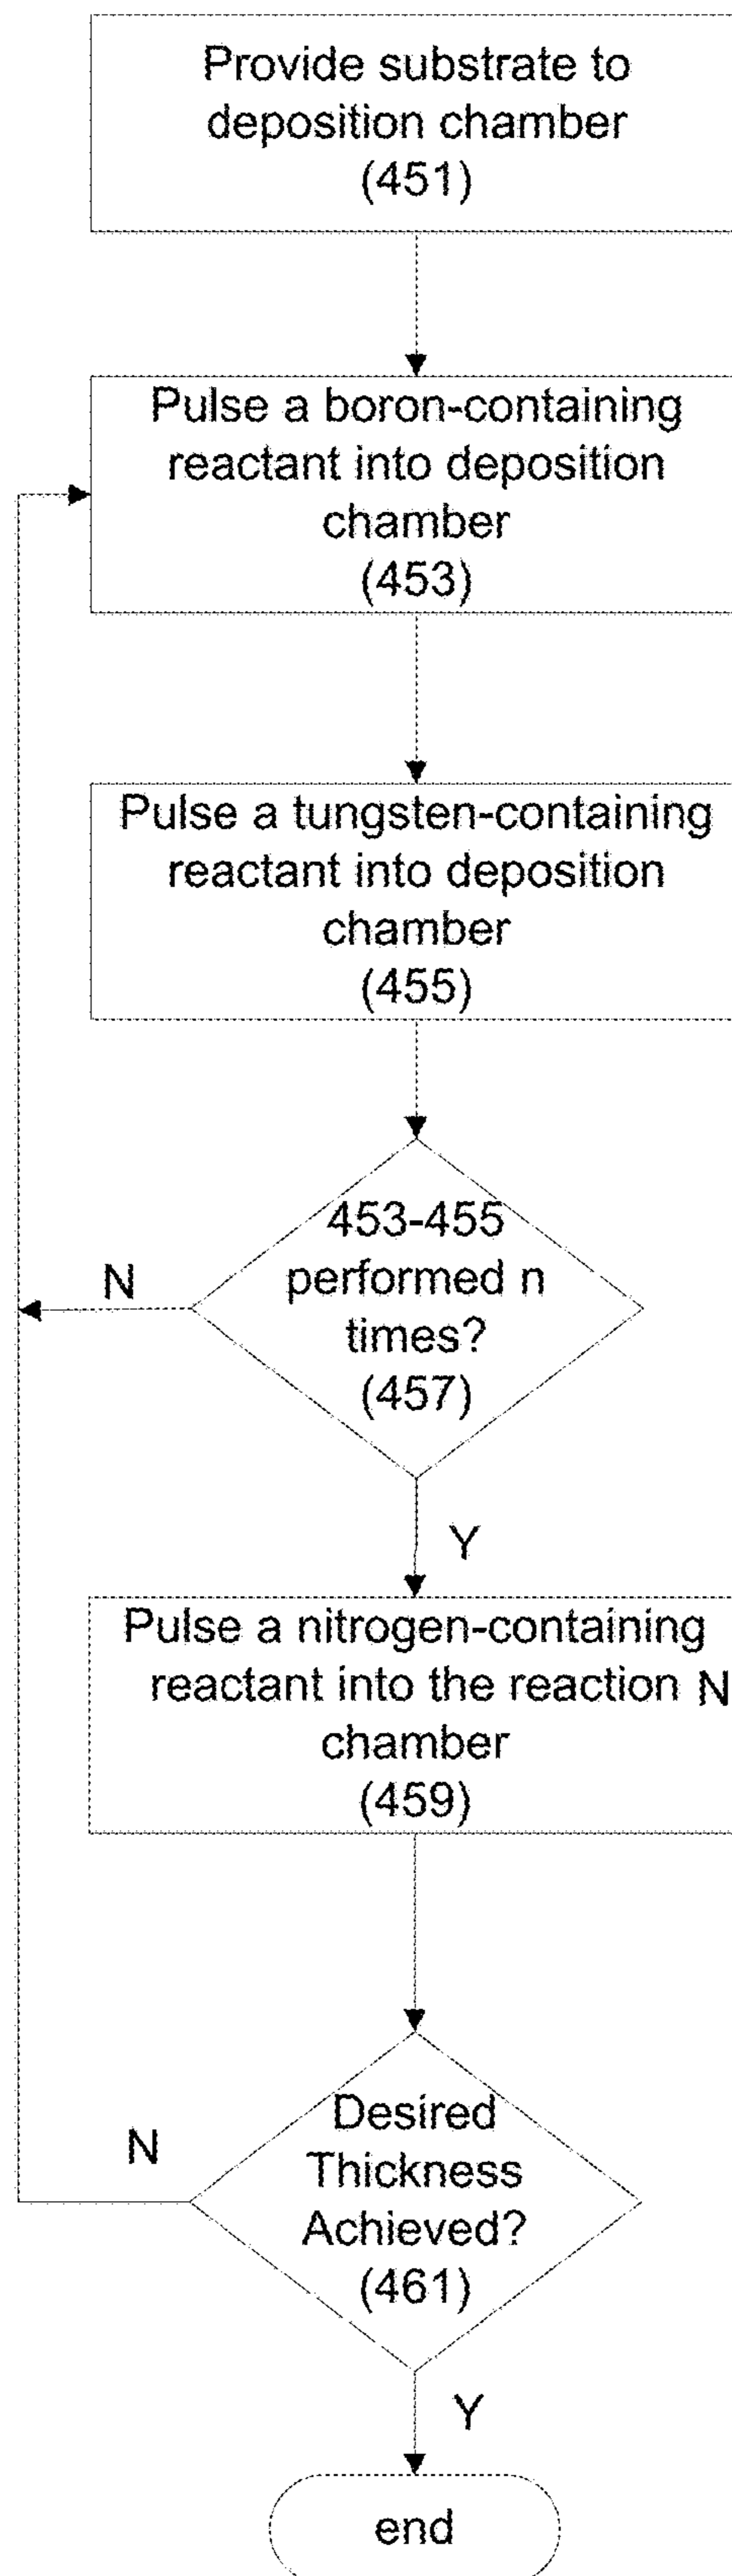 Provide substrate to
deposition chamber
(451)
Pulse a boron-containing
reactant into deposition
chamber
(453)
Pulse a tungsten-containing
reactant into deposition
chamber
(455)
453-455
performed n
times?
(457)
N
Y
Pulse a nitrogen-containing
reactant into the reaction N
chamber
(459)
Desired
Thickness
Achieved?
(461)
N
Y
end